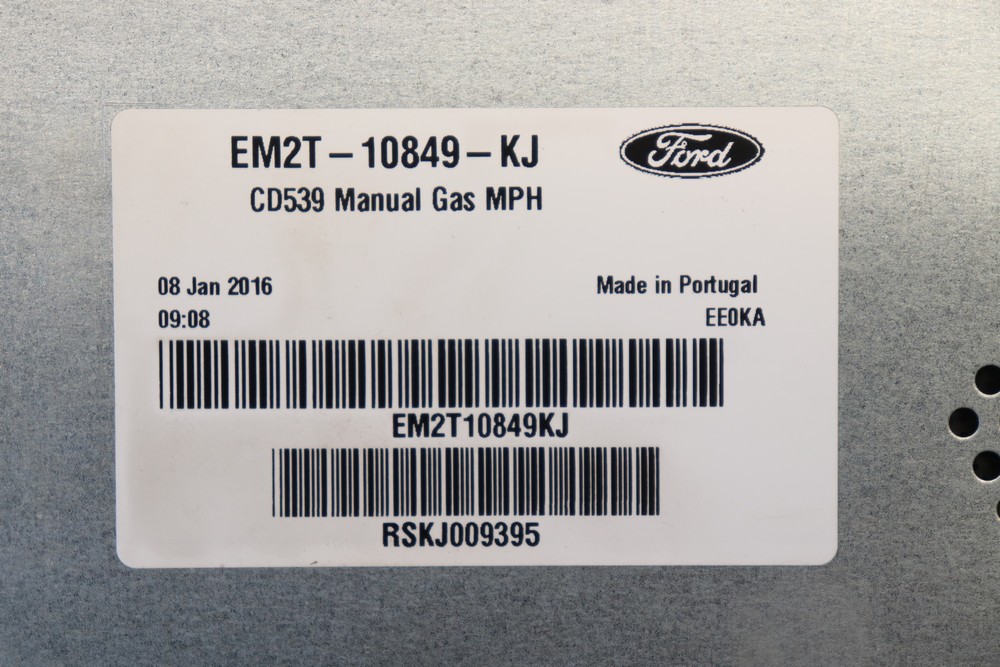 EM2T-10849-KJ
Ford
CD539 Manual Gas MPH
08 Jan 2016
Made in Portugal
09:08
EE0KA
EM2T10849KJ
RSKJ009395